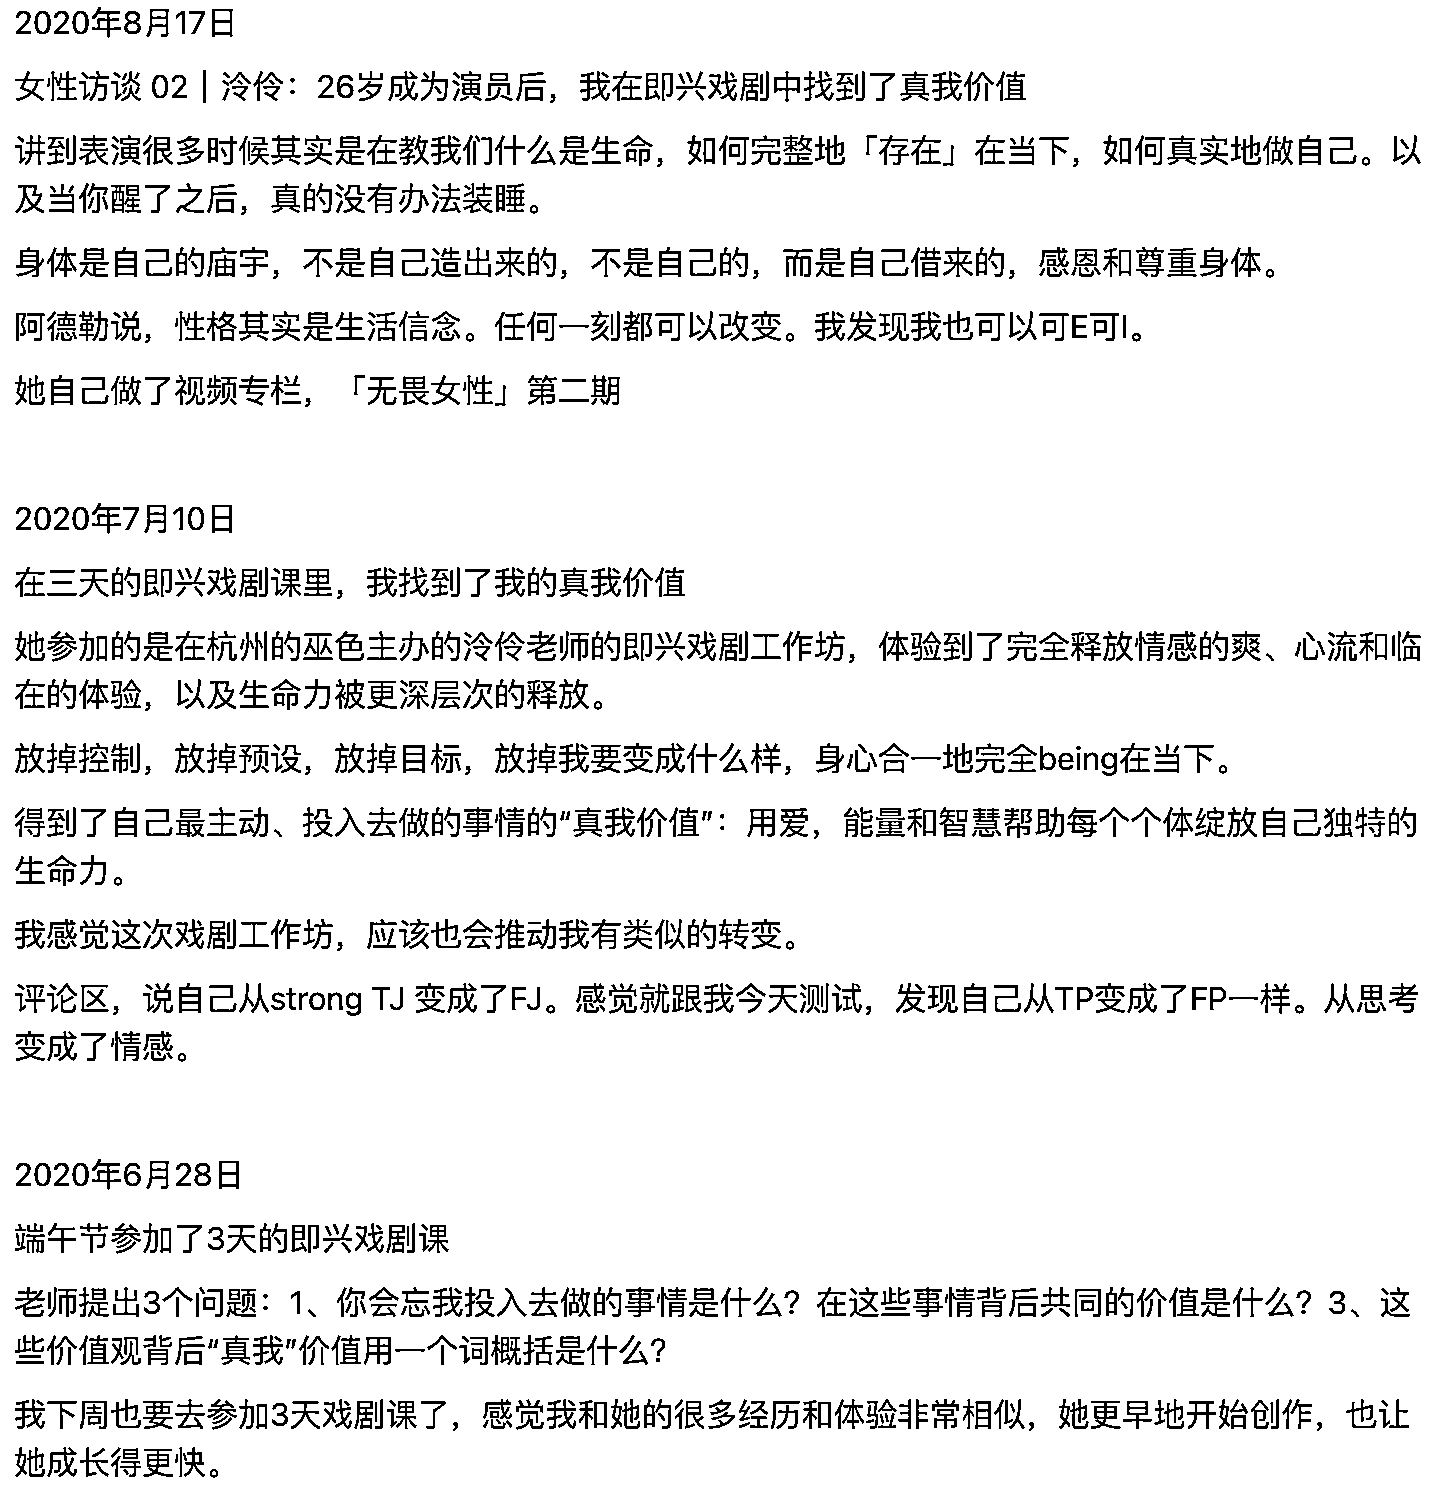 2020年8月17日
女性访谈 02｜泠伶：26岁成为演员后，我在即兴戏剧中找到了真我价值
讲到表演很多时候其实是在教我们什么是生命，如何完整地「存在」在当下，如何真实地做自己。以
及当你醒了之后，真的没有办法装睡。
身体是自己的庙宇，不是自己造出来的，不是自己的，而是自己借来的，感恩和尊重身体。
阿德勒说，性格其实是生活信念。任何一刻都可以改变。我发现我也可以可E可I。
她自己做了视频专栏，「无畏女性」第二期
2020年7月10日
在三天的即兴戏剧课里，我找到了我的真我价值
她参加的是在杭州的巫色主办的泠伶老师的即兴戏剧工作坊，体验到了完全释放情感的爽、心流和临
在的体验，以及生命力被更深层次的释放。
放掉控制，放掉预设，放掉目标，放掉我要变成什么样，身心合一地完全being在当下。
得到了自己最主动、投入去做的事情的“真我价值”：用爱，能量和智慧帮助每个个体绽放自己独特的
生命力。
我感觉这次戏剧工作坊，应该也会推动我有类似的转变。
评论区，说自己从strong TJ 变成了FJ。感觉就跟我今天测试，发现自己从TP变成了FP一样。从思考
变成了情感。
2020年6月28日
端午节参加了3天的即兴戏剧课
老师提出3个问题：1、你会忘我投入去做的事情是什么？在这些事情背后共同的价值是什么？3、这
些价值观背后“真我”价值用一个词概括是什么？
我下周也要去参加3天戏剧课了，感觉我和她的很多经历和体验非常相似，她更早地开始创作，也让
她成长得更快。